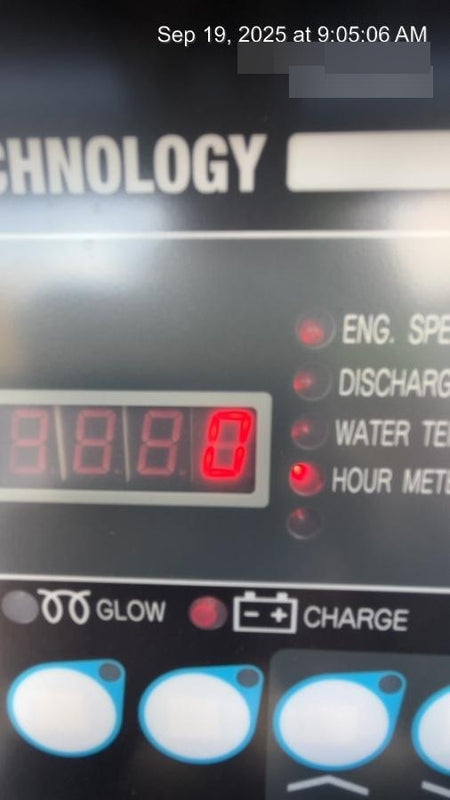 Sep 19, 2025 at 9:05:06 AM
CHNOLOGY
ENG. SPE
DISCHARG
WATER TE
0
HOUR METE
GLOW
- +
CHARGE